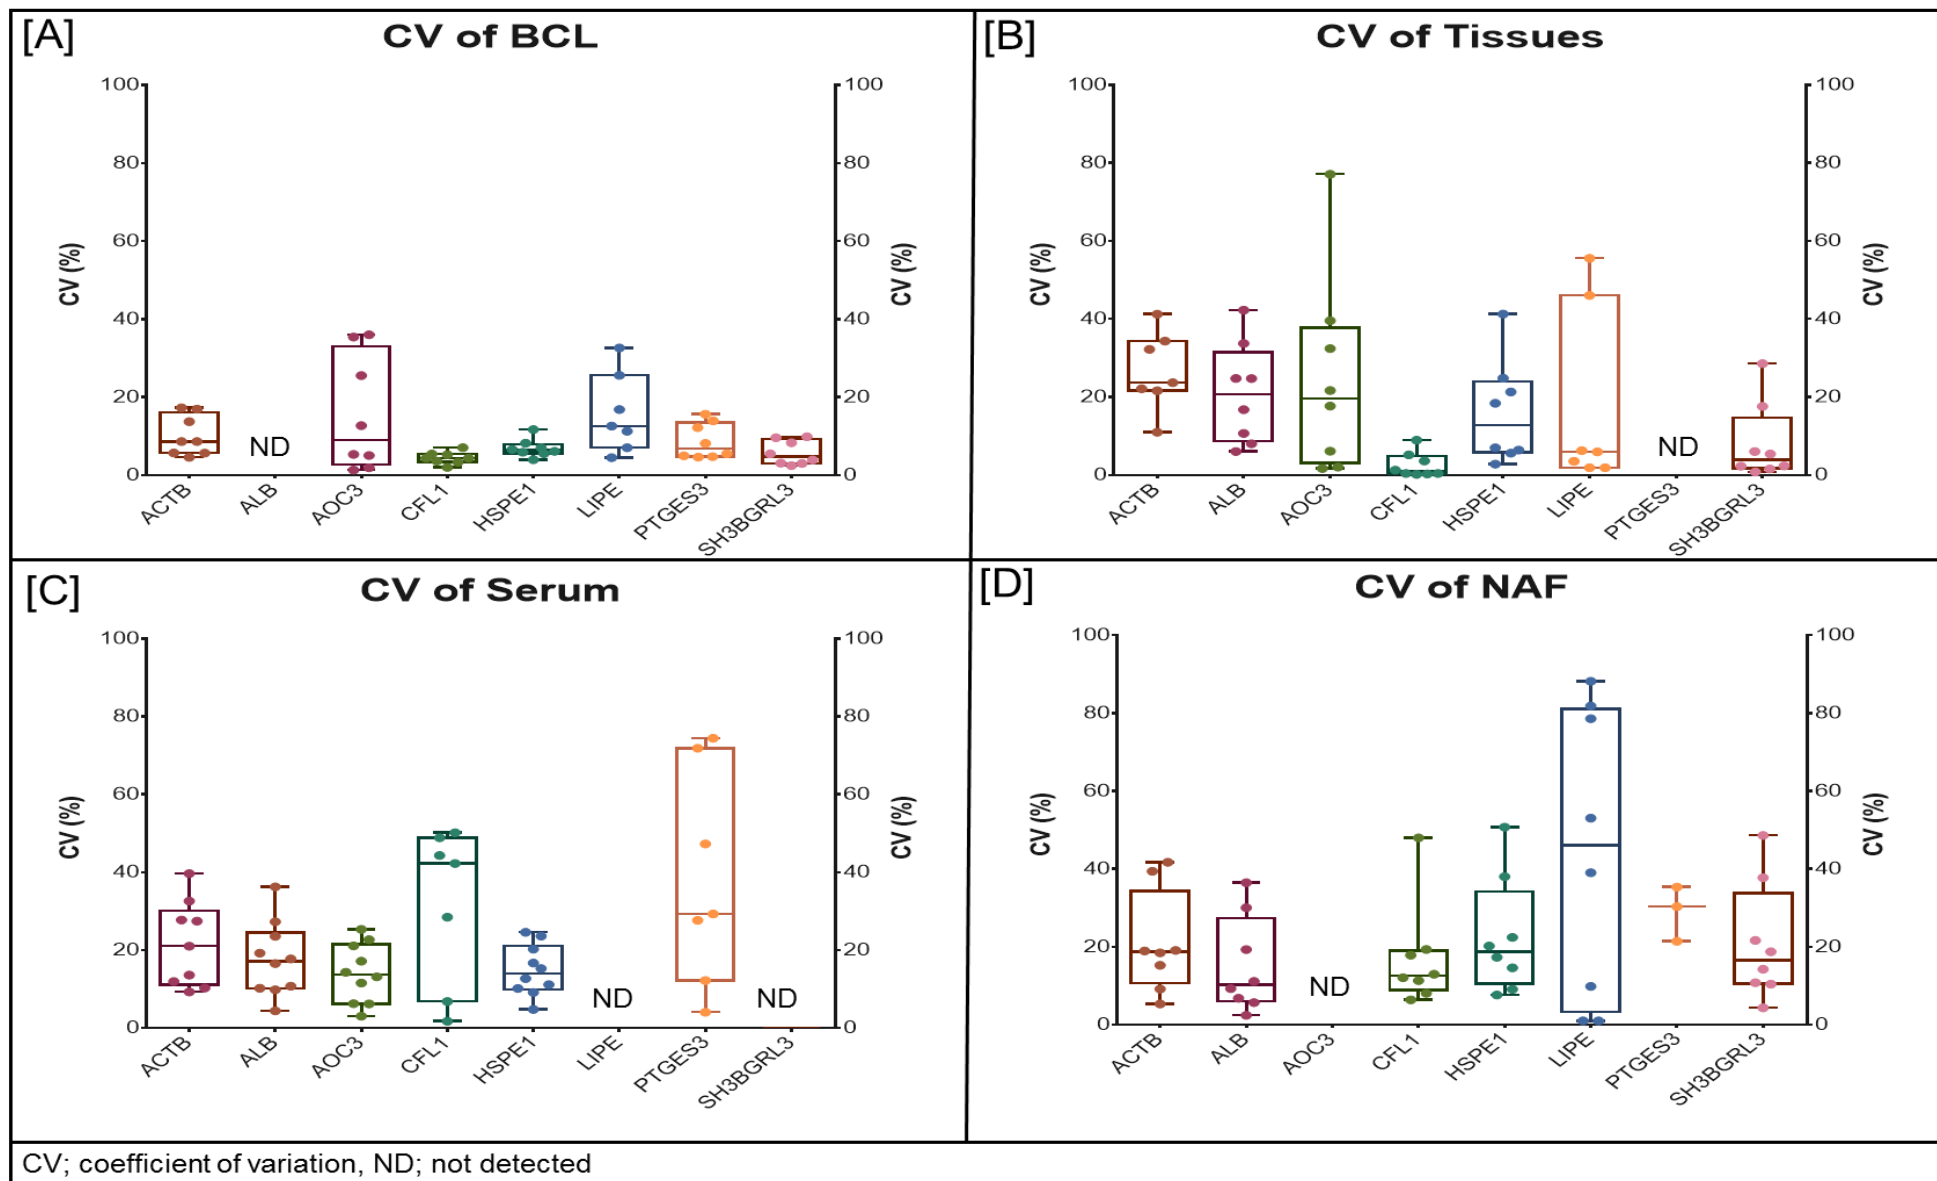 [A]
CV of BCL
100
80
60
40
20
0
CV (%)
100
80
60
40
20
0
CV (%)
ND
ACTB
ALB
AOC3
CFL1
HSPE1
LIPE
PTGES3
SH3BGRL3
[B]
CV of Tissues
100
80
60
40
20
0
CV (%)
100
80
60
40
20
0
CV (%)
ND
ACTB
ALB
AOC3
CFL1
HSPE1
LIPE
PTGES3
SH3BGRL3
[C]
CV of Serum
100
80
60
40
20
0
CV (%)
100
80
60
40
20
0
CV (%)
ND
ND
ACTB
ALB
AOC3
CFL1
HSPE1
LIPE
PTGES3
SH3BGRL3
[D]
CV of NAF
100
80
60
40
20
0
CV (%)
100
80
60
40
20
0
CV (%)
ND
ACTB
ALB
AOC3
CFL1
HSPE1
LIPE
PTGES3
SH3BGRL3
CV; coefficient of variation, ND; not detected